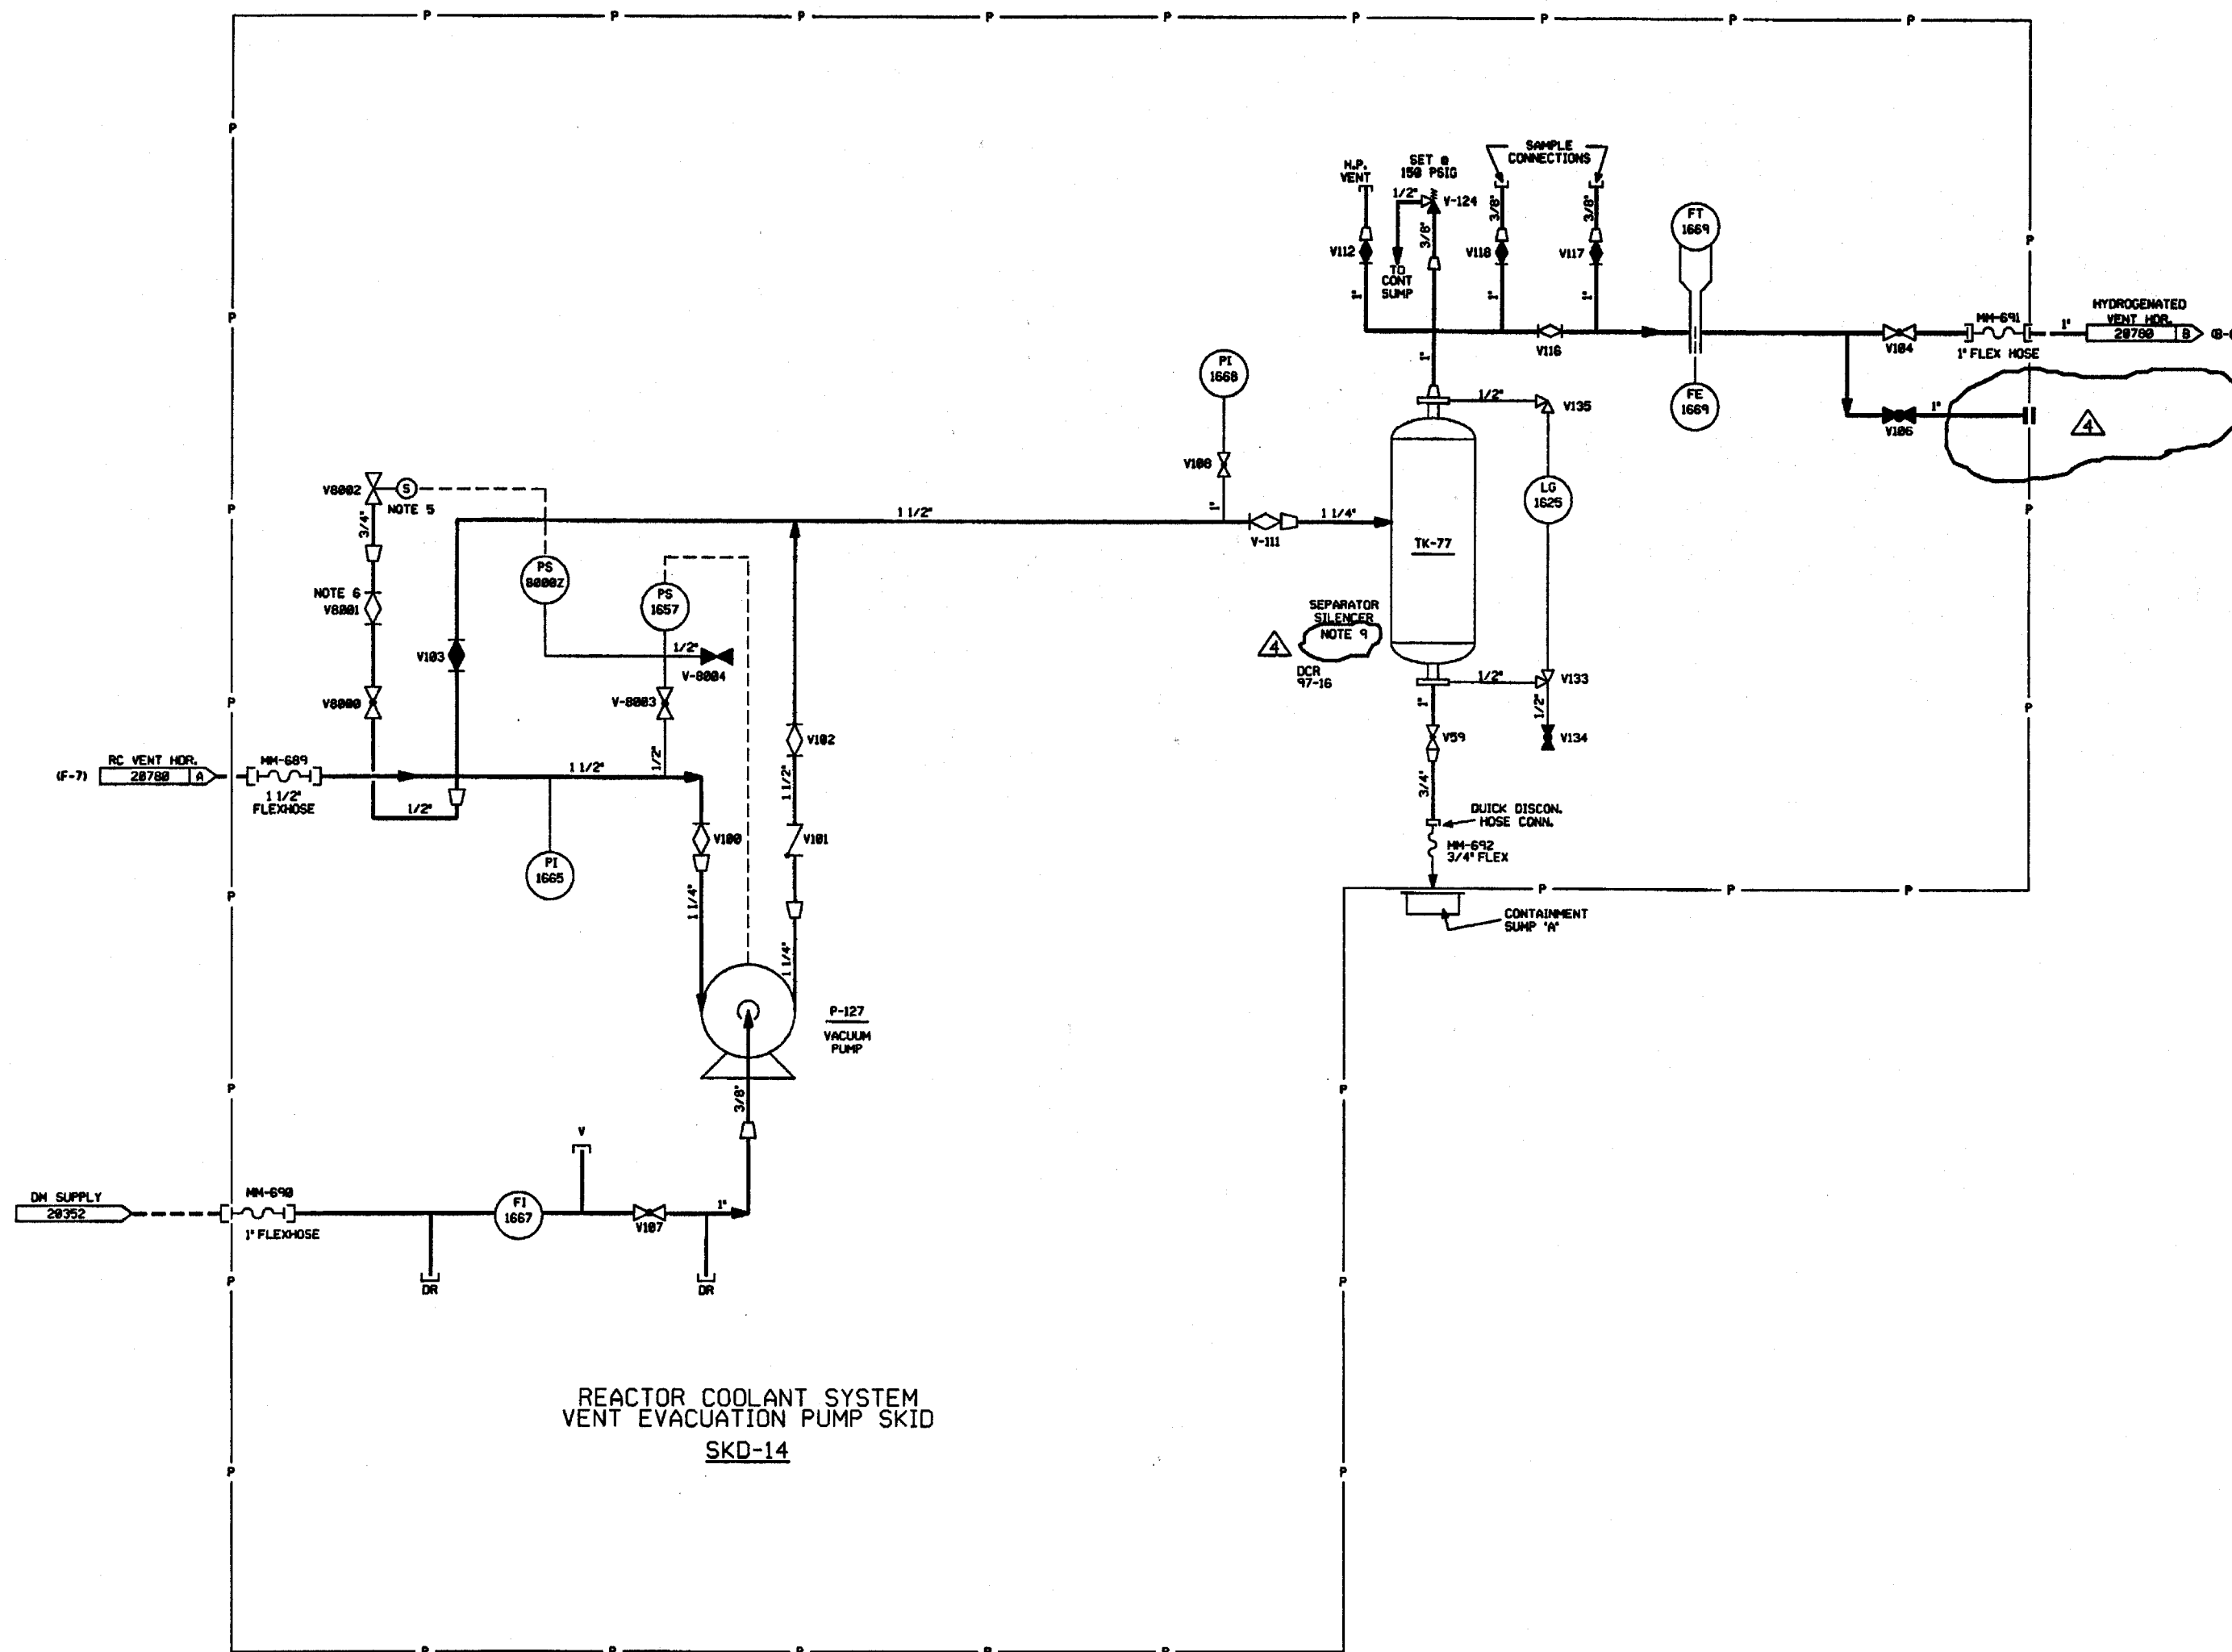 P P P P P P P P P
SAMPLE
CONNECTIONS
H.P.
VENT
SET @
150 PSIG
1/2"
V-124
3/8"
3/8"
3/8"
V112
V118
V117
TO
CONT
SUMP
1"
1"
1"
FT
1669
V116
1"
FE
1669
V104
MM-691
1" FLEX HOSE
1"
HYDROGENATED
VENT HDR.
20780 B
V106
1"
4
PI
1668
V108
1"
V-111
1 1/4"
1/2"
V135
LG
1625
TK-77
SEPARATOR
SILENCER
NOTE 9
4
DCR
97-16
1/2"
V133
1/2"
V134
1"
V59
3/4"
QUICK DISCON.
HOSE CONN.
MM-692
3/4" FLEX
CONTAINMENT
SUMP 'A'
V8002
S
NOTE 5
3/4"
NOTE 6
V8001
V8000
V103
1 1/2"
PS
8000Z
PS
1657
1/2"
V-8004
V-8003
1/2"
V102
1 1/2"
V101
(F-7)
RC VENT HDR.
20780 A
MM-689
1 1/2"
FLEXHOSE
1/2"
1 1/2"
PI
1665
V100
1 1/4"
1 1/4"
P-127
VACUUM
PUMP
3/8"
DM SUPPLY
20352
MM-690
1" FLEXHOSE
DR
FI
1667
V
V107
1"
DR
REACTOR COOLANT SYSTEM
VENT EVACUATION PUMP SKID
SKD-14
P P P P P P P P
P P P
P P P
P P P
P P P P P